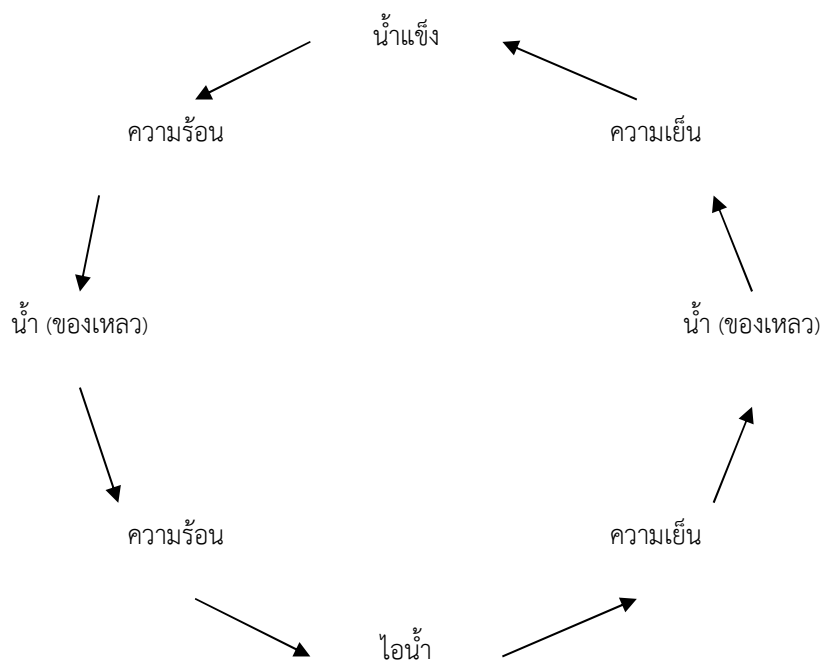 น้ำแข็ง
ความร้อน
ความเย็น
น้ำ (ของเหลว)
น้ำ (ของเหลว)
ความร้อน
ความเย็น
ไอน้ำ